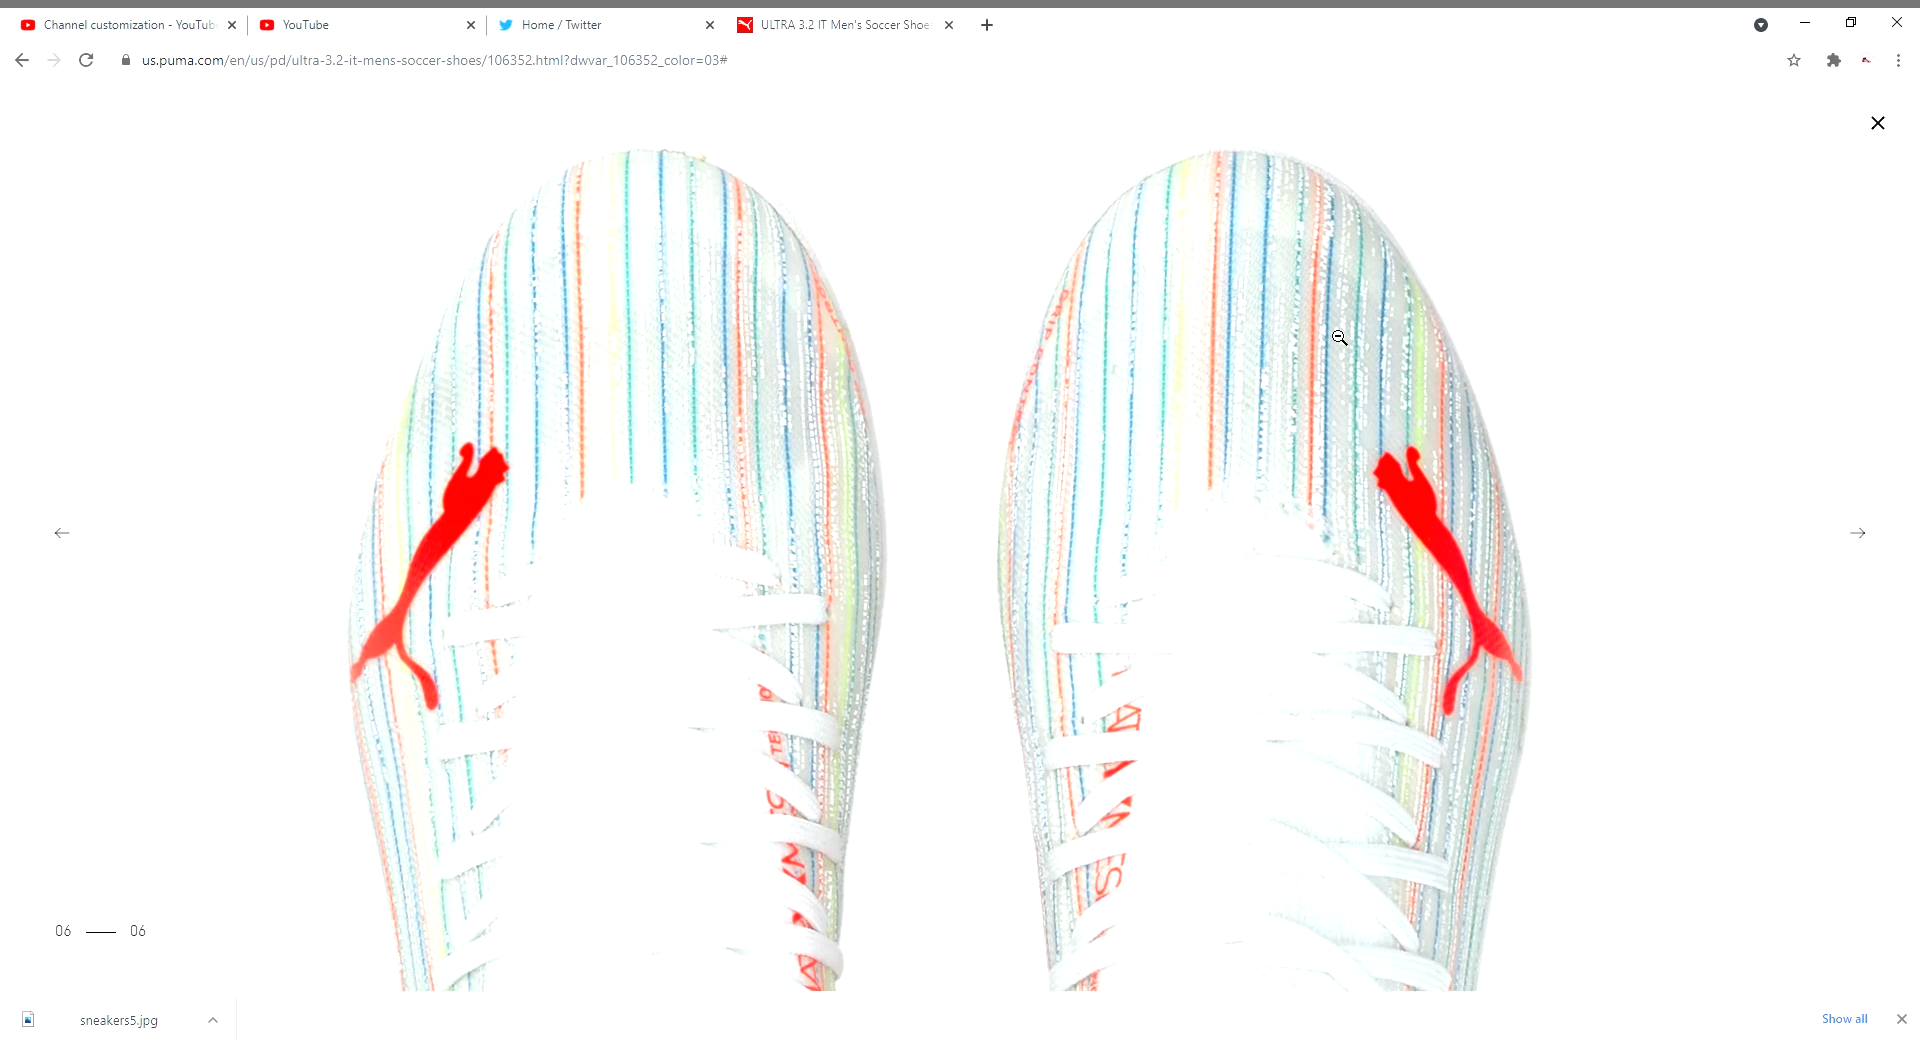 Channel customization - YouTub
YouTube
Home / Twitter
ULTRA 3.2 IT Men's Soccer Shoe
us.puma.com/en/us/pd/ultra-3.2-it-mens-soccer-shoes/106352.html?dwvar_106352_color=03#
06
06
sneakers5.jpg
Show all